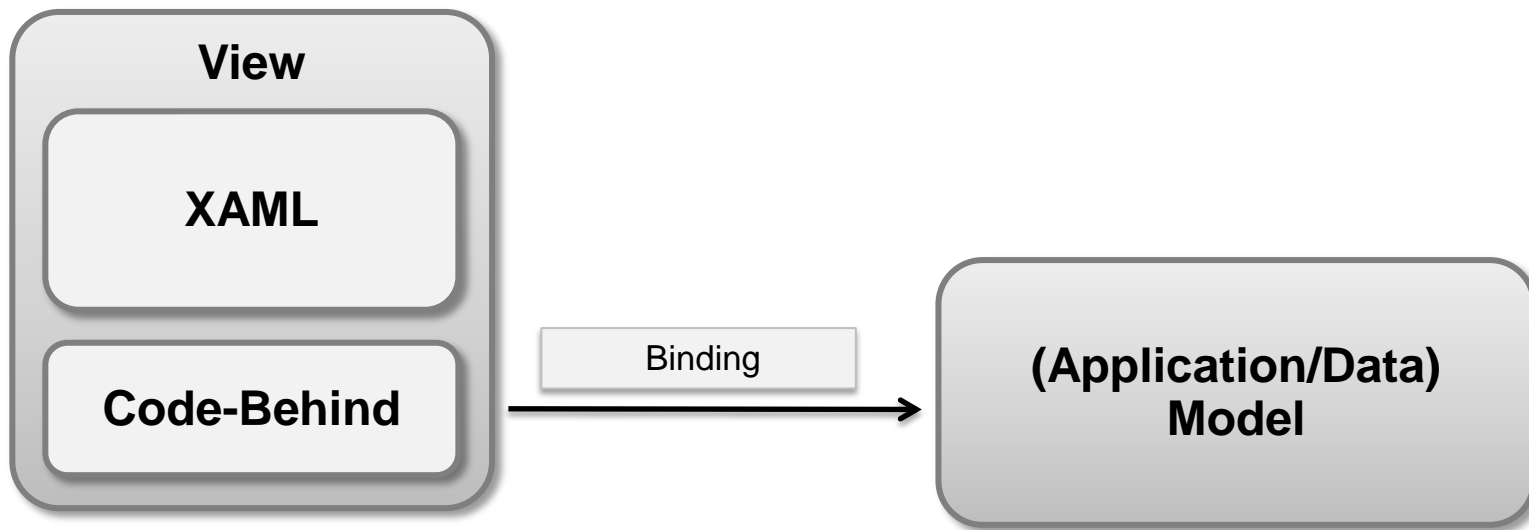 View
XAML
Code-Behind
Binding
(Application/Data)
Model